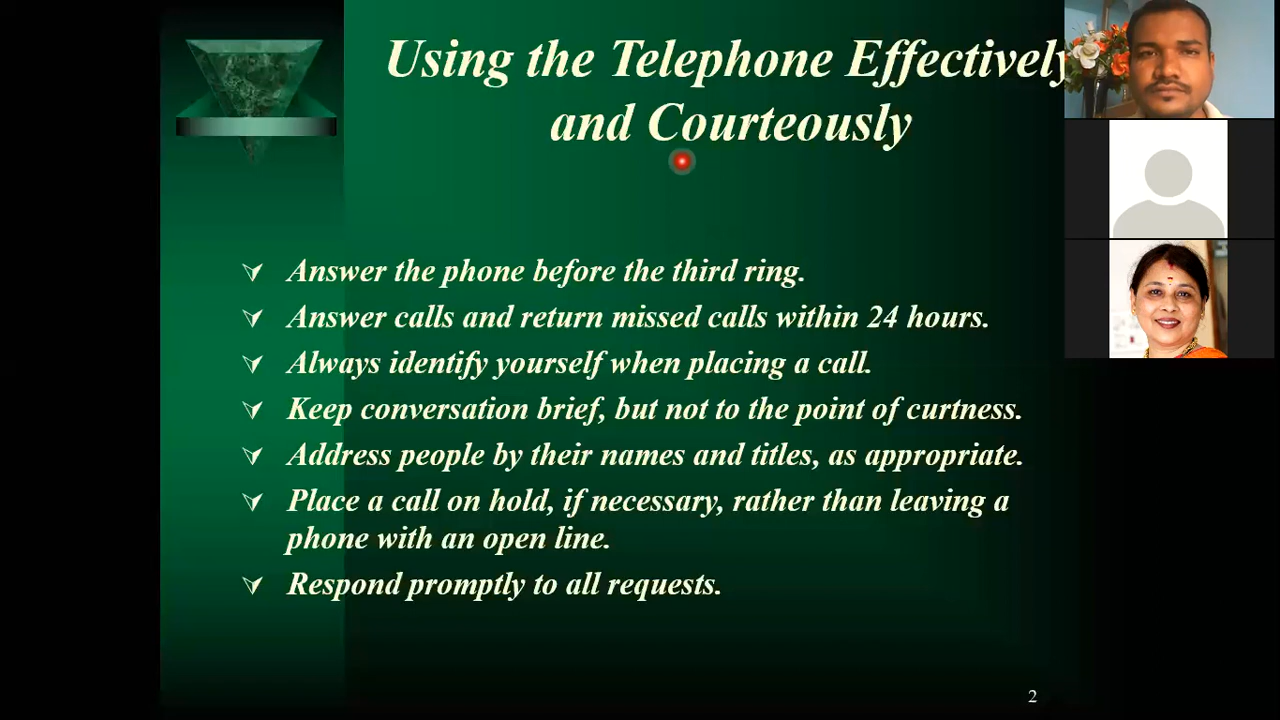 Using the Telephone Effectively
and Courteously
Answer the phone before the third ring.
Answer calls and return missed calls within 24 hours.
Always identify yourself when placing a call.
Keep conversation brief, but not to the point of curtness.
Address people by their names and titles, as appropriate.
Place a call on hold, if necessary, rather than leaving a
phone with an open line.
Respond promptly to all requests.
2